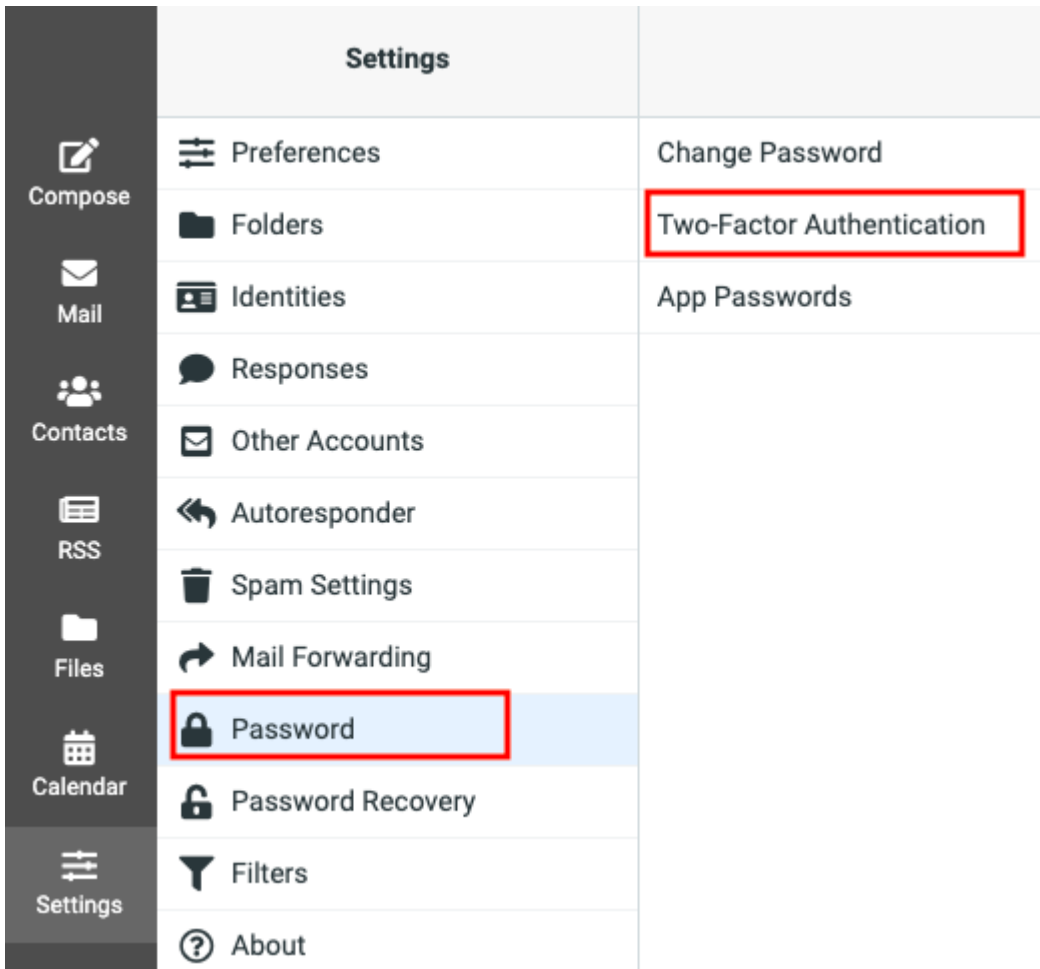 Settings
Compose
Mail
Contacts
RSS
Files
Calendar
Settings
Preferences
Folders
Identities
Responses
Other Accounts
Autoresponder
Spam Settings
Mail Forwarding
Password
Password Recovery
Filters
About
Change Password
Two-Factor Authentication
App Passwords